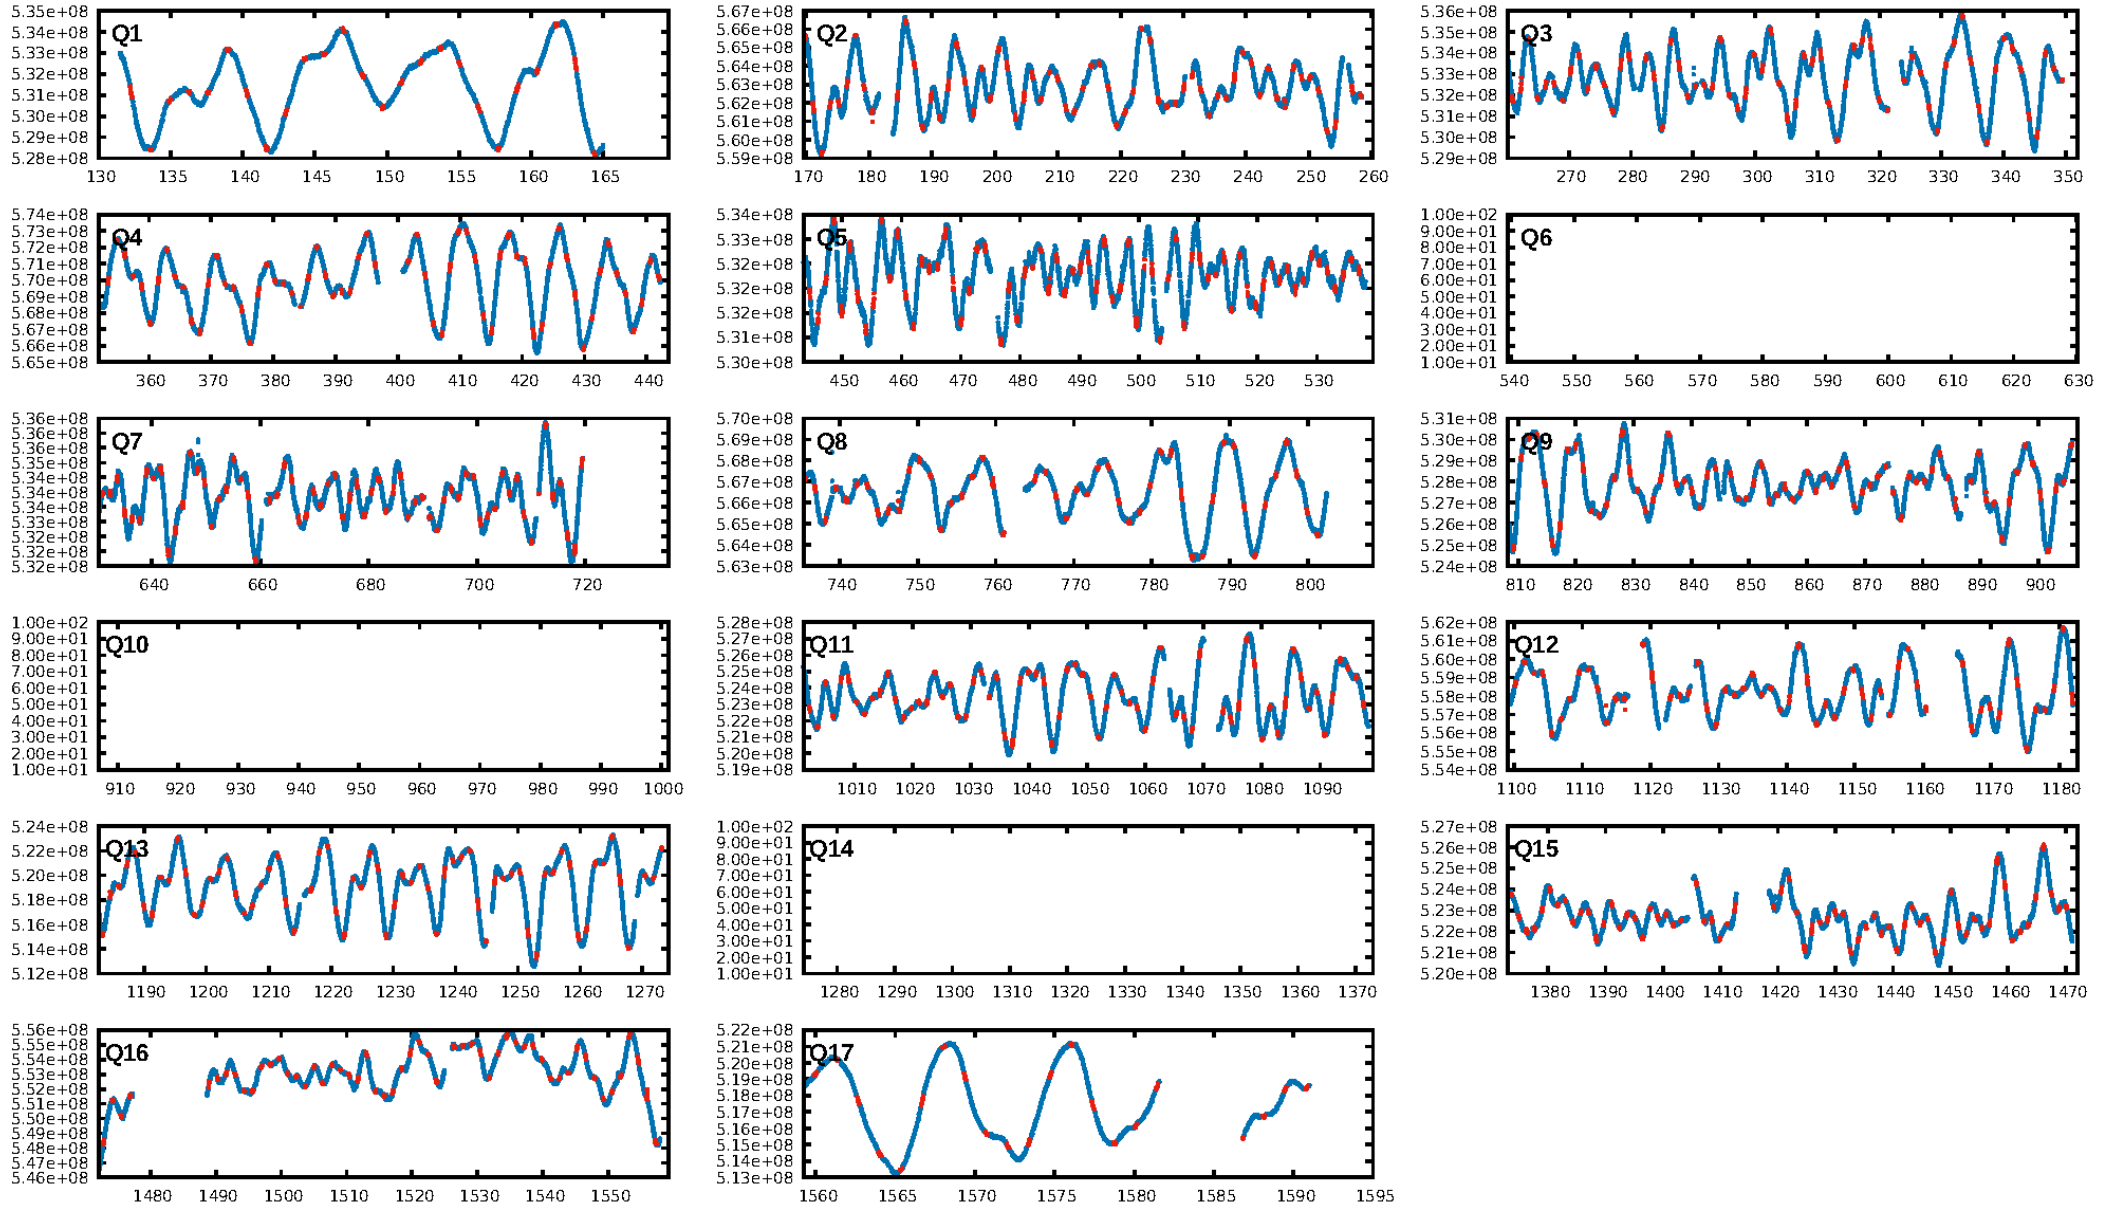 5.35e+08
5.34e+08
5.33e+08
5.32e+08
5.31e+08
5.30e+08
5.29e+08
5.28e+08
Q1
130 135 140 145 150 155 160 165
5.67e+08
5.66e+08
5.65e+08
5.64e+08
5.63e+08
5.62e+08
5.61e+08
5.60e+08
5.59e+08
Q2
170 180 190 200 210 220 230 240 250 260
5.36e+08
5.35e+08
5.34e+08
5.33e+08
5.32e+08
5.31e+08
5.30e+08
5.29e+08
Q3
270 280 290 300 310 320 330 340 350
5.74e+08
5.73e+08
5.72e+08
5.71e+08
5.70e+08
5.69e+08
5.68e+08
5.67e+08
5.66e+08
5.65e+08
Q4
360 370 380 390 400 410 420 430 440
5.34e+08
5.33e+08
5.32e+08
5.32e+08
5.32e+08
5.31e+08
5.30e+08
Q5
450 460 470 480 490 500 510 520 530
1.00e+02
9.00e+01
8.00e+01
7.00e+01
6.00e+01
5.00e+01
4.00e+01
3.00e+01
2.00e+01
1.00e+01
Q6
540 550 560 570 580 590 600 610 620 630
5.36e+08
5.36e+08
5.35e+08
5.35e+08
5.34e+08
5.34e+08
5.34e+08
5.33e+08
5.33e+08
5.32e+08
5.32e+08
Q7
640 660 680 700 720
5.70e+08
5.69e+08
5.68e+08
5.67e+08
5.66e+08
5.65e+08
5.64e+08
5.63e+08
Q8
740 750 760 770 780 790 800
5.31e+08
5.30e+08
5.29e+08
5.28e+08
5.27e+08
5.26e+08
5.25e+08
5.24e+08
Q9
810 820 830 840 850 860 870 880 890 900
1.00e+02
9.00e+01
8.00e+01
7.00e+01
6.00e+01
5.00e+01
4.00e+01
3.00e+01
2.00e+01
1.00e+01
Q10
910 920 930 940 950 960 970 980 990 1000
5.28e+08
5.27e+08
5.26e+08
5.25e+08
5.24e+08
5.23e+08
5.22e+08
5.21e+08
5.20e+08
5.19e+08
Q11
1010 1020 1030 1040 1050 1060 1070 1080 1090
5.62e+08
5.61e+08
5.60e+08
5.59e+08
5.58e+08
5.57e+08
5.56e+08
5.55e+08
5.54e+08
Q12
1100 1110 1120 1130 1140 1150 1160 1170 1180
5.24e+08
5.22e+08
5.20e+08
5.18e+08
5.16e+08
5.14e+08
5.12e+08
Q13
1190 1200 1210 1220 1230 1240 1250 1260 1270
1.00e+02
9.00e+01
8.00e+01
7.00e+01
6.00e+01
5.00e+01
4.00e+01
3.00e+01
2.00e+01
1.00e+01
Q14
1280 1290 1300 1310 1320 1330 1340 1350 1360 1370
5.27e+08
5.26e+08
5.25e+08
5.24e+08
5.23e+08
5.22e+08
5.21e+08
5.20e+08
Q15
1380 1390 1400 1410 1420 1430 1440 1450 1460 1470
5.56e+08
5.55e+08
5.54e+08
5.53e+08
5.52e+08
5.51e+08
5.50e+08
5.49e+08
5.48e+08
5.47e+08
5.46e+08
Q16
1480 1490 1500 1510 1520 1530 1540 1550
5.22e+08
5.21e+08
5.20e+08
5.19e+08
5.18e+08
5.17e+08
5.16e+08
5.15e+08
5.14e+08
5.13e+08
Q17
1560 1565 1570 1575 1580 1585 1590 1595